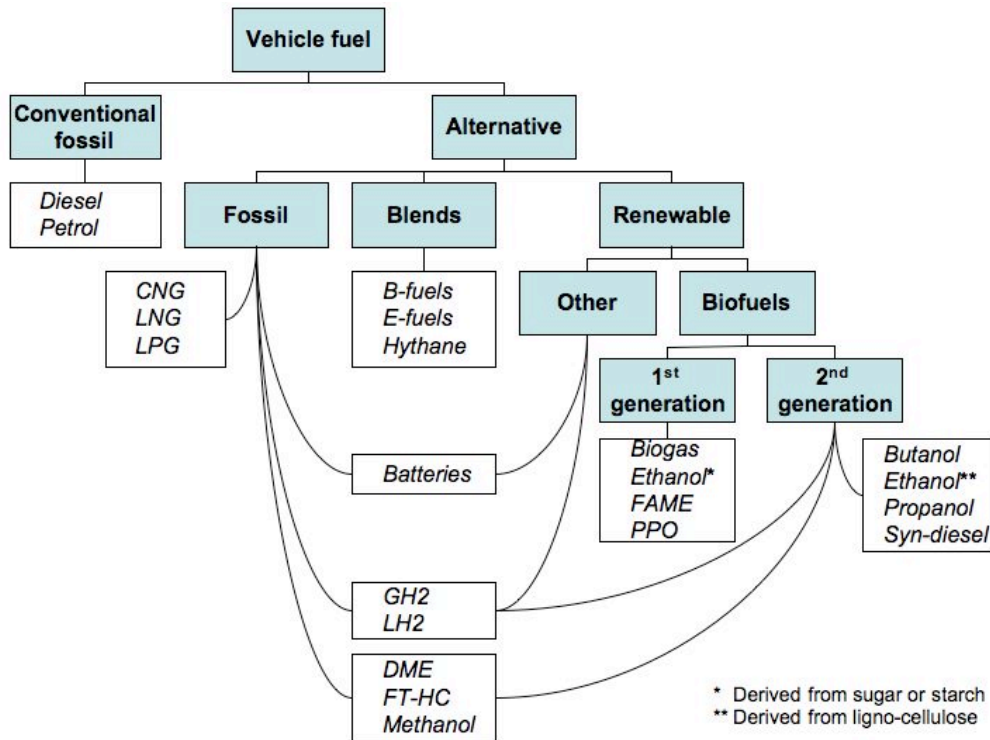 Vehicle fuel
Conventional
fossil
Alternative
Diesel
Petrol
Fossil
Blends
Renewable
CNG
LNG
LPG
B-fuels
E-fuels
Hythane
Other
Biofuels
1st
generation
2nd
generation
Batteries
Biogas
Ethanol*
FAME
PPO
Butanol
Ethanol**
Propanol
Syn-diesel
GH2
LH2
DME
FT-HC
Methanol
* Derived from sugar or starch
** Derived from ligno-cellulose